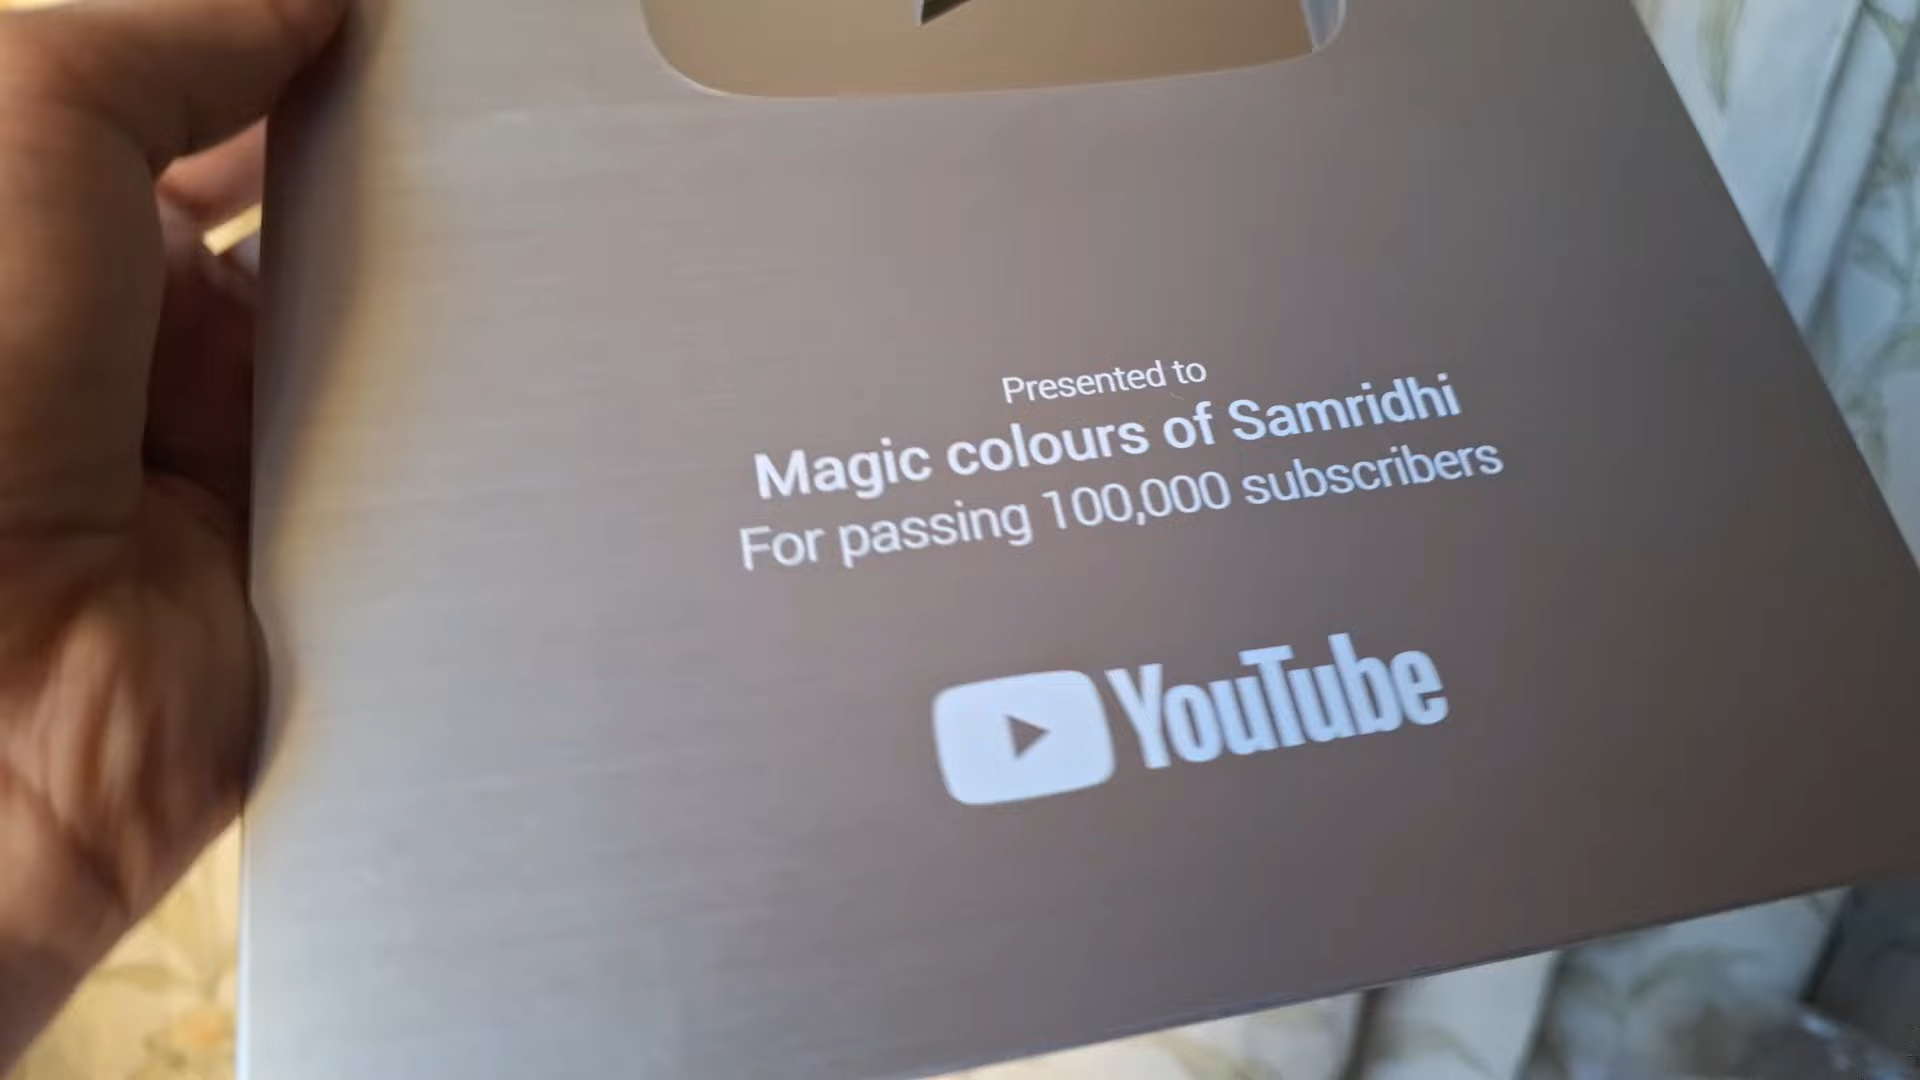 Presented to
Magic colours of Samridhi
For passing 100,000 subscribers
YouTube